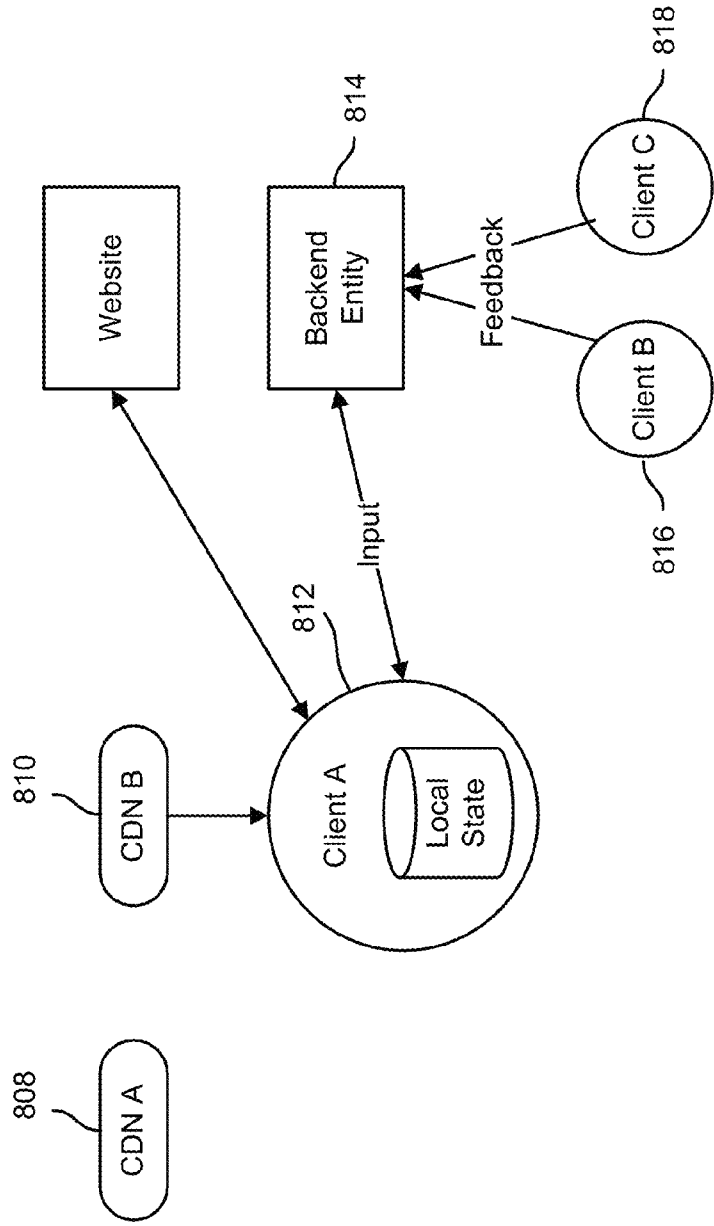 808
810
CDN A
CDN B
Website
812
Client A
Local
State
Input
Backend
Entity
814
Feedback
816
Client B
Client C
818